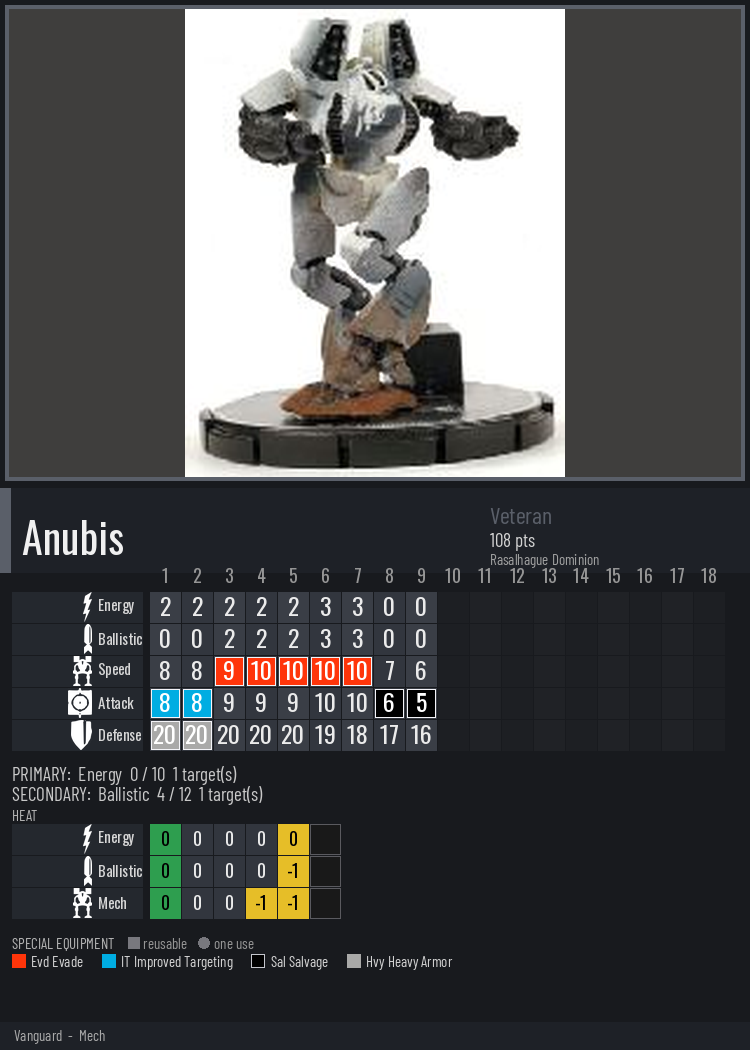 Anubis
Veteran
108 pts
Rasalhague Dominion
1 2 3 4 5 6 7 8 9 10 11 12 13 14 15 16 17 18
Energy 2 2 2 2 2 3 3 0 0
Ballistic 0 0 2 2 2 3 3 0 0
Speed 8 8 9 10 10 10 10 7 6
Attack 8 8 9 9 9 10 10 6 5
Defense 20 20 20 20 20 19 18 17 16
PRIMARY: Energy 0 / 10 1 target(s)
SECONDARY: Ballistic 4 / 12 1 target(s)
HEAT
Energy 0 0 0 0 0
Ballistic 0 0 0 0 -1
Mech 0 0 0 -1 -1
SPECIAL EQUIPMENT reusable one use
Evd Evade IT Improved Targeting Sal Salvage Hvy Heavy Armor
Vanguard - Mech